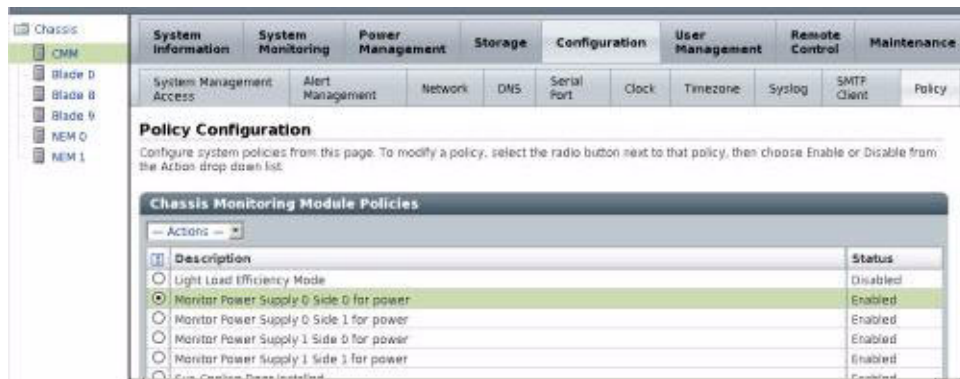 Chassis
CMM
Blade 0
Blade 8
Blade 9
NEM 0
NEM 1
System Information
System Monitoring
Power Management
Storage
Configuration
User Management
Remote Control
Maintenance
System Management Access
Alert Management
Network
DNS
Serial Port
Clock
Timezone
Syslog
SMTP Client
Policy
Policy Configuration
Configure system policies from this page. To modify a policy, select the radio button next to that policy, then choose Enable or Disable from
the Action drop down list.
Chassis Monitoring Module Policies
— Actions —
Description Status
Light Load Efficiency Mode Disabled
Monitor Power Supply 0 Side 0 for power Enabled
Monitor Power Supply 0 Side 1 for power Enabled
Monitor Power Supply 1 Side 0 for power Enabled
Monitor Power Supply 1 Side 1 for power Enabled